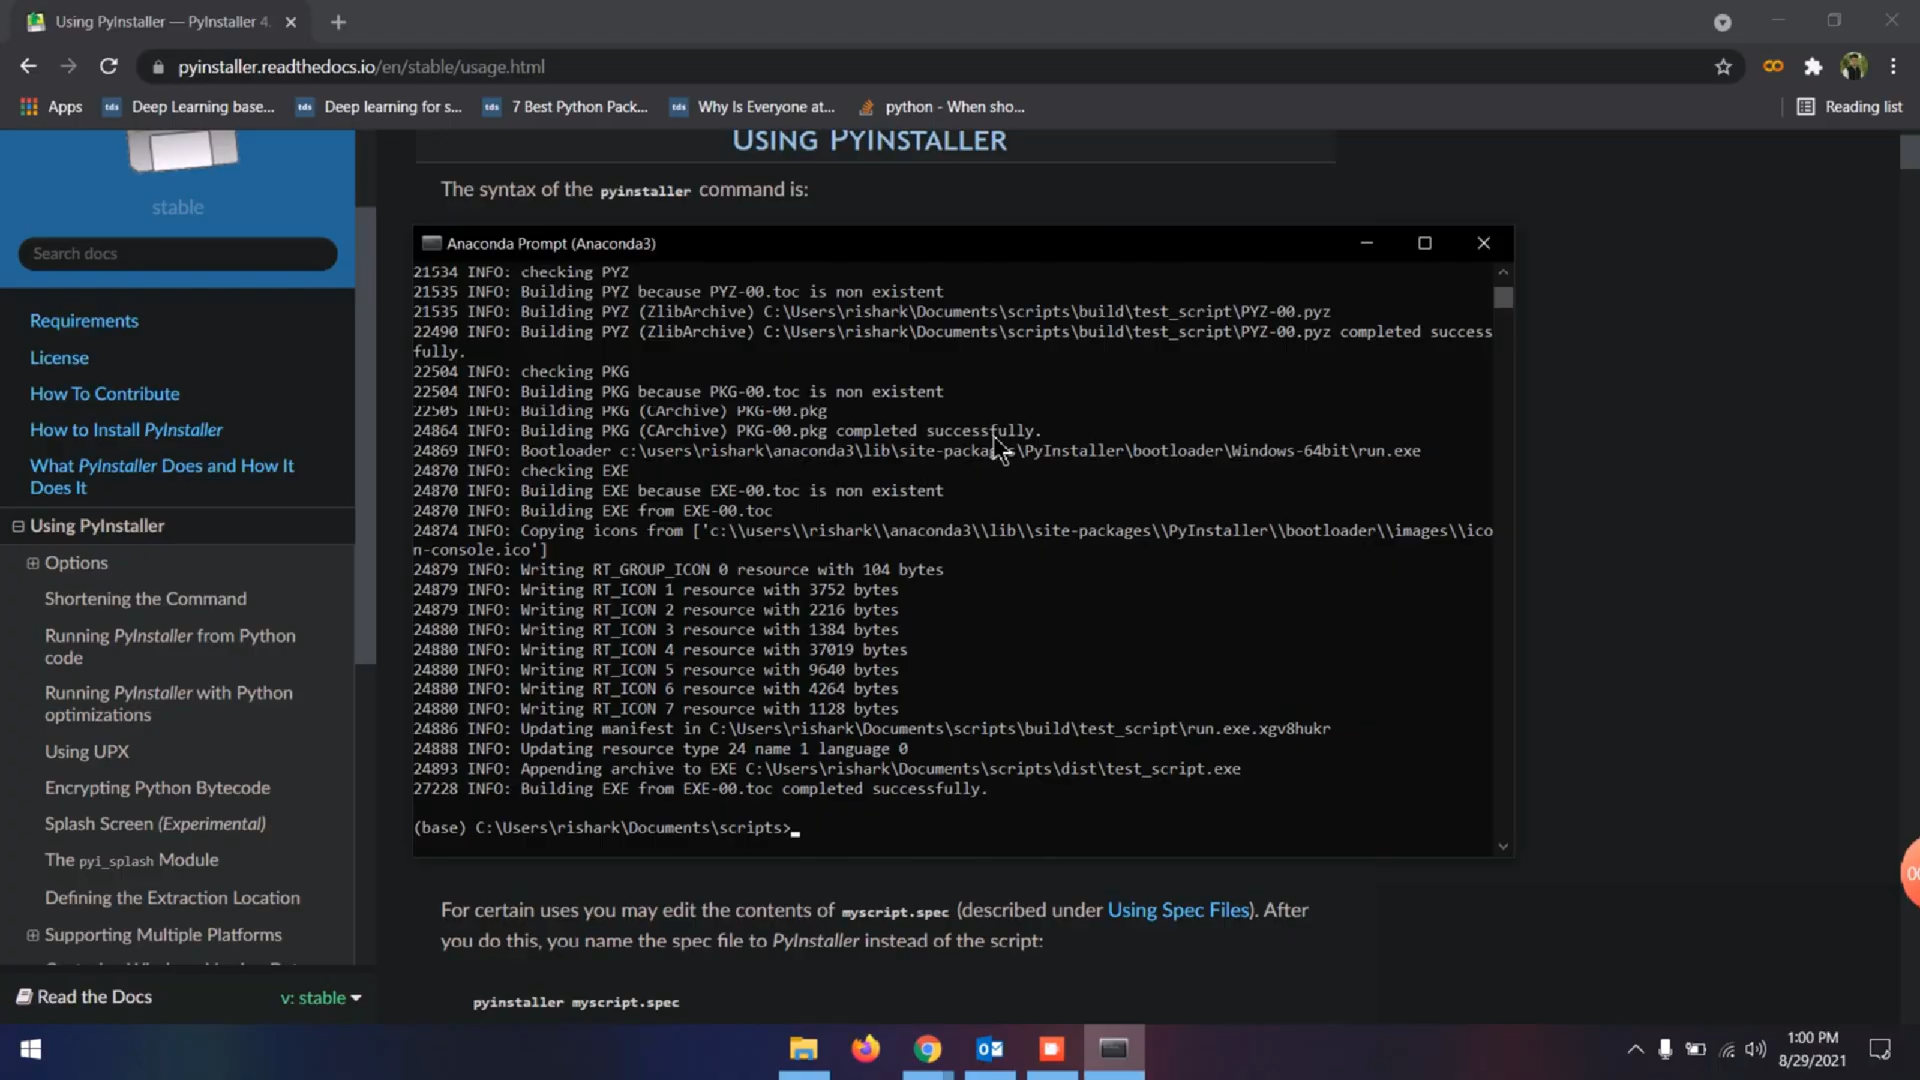 Using PyInstaller — PyInstaller 4.
pyinstaller.readthedocs.io/en/stable/usage.html
Apps
tds Deep Learning base...
tds Deep learning for s...
tds 7 Best Python Pack...
tds Why Is Everyone at...
python - When sho...
Reading list
stable
Search docs
Requirements
License
How To Contribute
How to Install PyInstaller
What PyInstaller Does and How It
Does It
Using PyInstaller
Options
Shortening the Command
Running PyInstaller from Python
code
Running PyInstaller with Python
optimizations
Using UPX
Encrypting Python Bytecode
Splash Screen (Experimental)
The pyi_splash Module
Defining the Extraction Location
Supporting Multiple Platforms
Read the Docs
v: stable
USING PYINSTALLER
The syntax of the pyinstaller command is:
Anaconda Prompt (Anaconda3)
21534 INFO: checking PYZ
21535 INFO: Building PYZ because PYZ-00.toc is non existent
21535 INFO: Building PYZ (ZlibArchive) C:\Users\rishark\Documents\scripts\build\test_script\PYZ-00.pyz
22490 INFO: Building PYZ (ZlibArchive) C:\Users\rishark\Documents\scripts\build\test_script\PYZ-00.pyz completed success
fully.
22504 INFO: checking PKG
22504 INFO: Building PKG because PKG-00.toc is non existent
22505 INFO: Building PKG (CArchive) PKG-00.pkg
24864 INFO: Building PKG (CArchive) PKG-00.pkg completed successfully.
24869 INFO: Bootloader c:\users\rishark\anaconda3\lib\site-packages\PyInstaller\bootloader\Windows-64bit\run.exe
24870 INFO: checking EXE
24870 INFO: Building EXE because EXE-00.toc is non existent
24870 INFO: Building EXE from EXE-00.toc
24874 INFO: Copying icons from ['c:\\users\\rishark\\anaconda3\\lib\\site-packages\\PyInstaller\\bootloader\\images\\ico
n-console.ico']
24879 INFO: Writing RT_GROUP_ICON 0 resource with 104 bytes
24879 INFO: Writing RT_ICON 1 resource with 3752 bytes
24879 INFO: Writing RT_ICON 2 resource with 2216 bytes
24880 INFO: Writing RT_ICON 3 resource with 1384 bytes
24880 INFO: Writing RT_ICON 4 resource with 37019 bytes
24880 INFO: Writing RT_ICON 5 resource with 9640 bytes
24880 INFO: Writing RT_ICON 6 resource with 4264 bytes
24880 INFO: Writing RT_ICON 7 resource with 1128 bytes
24886 INFO: Updating manifest in C:\Users\rishark\Documents\scripts\build\test_script\run.exe.xgv8hukr
24888 INFO: Updating resource type 24 name 1 language 0
24893 INFO: Appending archive to EXE C:\Users\rishark\Documents\scripts\dist\test_script.exe
27228 INFO: Building EXE from EXE-00.toc completed successfully.
(base) C:\Users\rishark\Documents\scripts>
For certain uses you may edit the contents of myscript.spec (described under Using Spec Files). After
you do this, you name the spec file to PyInstaller instead of the script:
pyinstaller myscript.spec
1:00 PM
8/29/2021